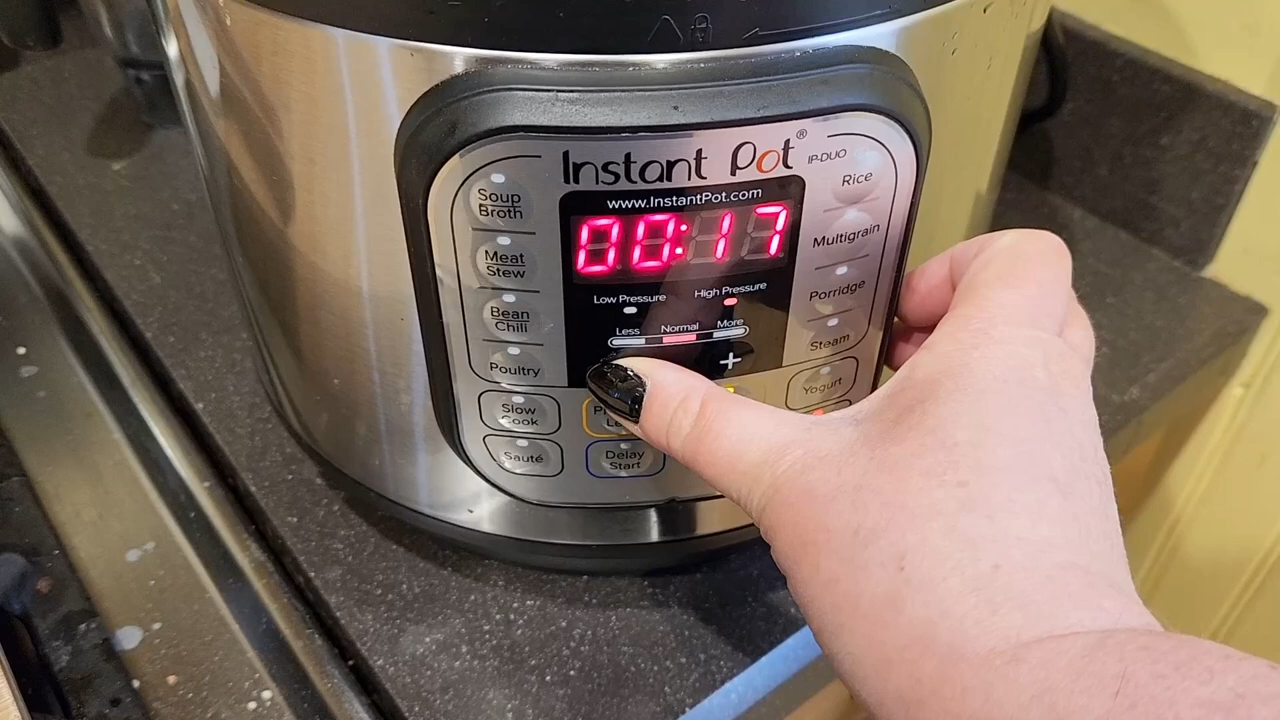 Instant Pot®
IP-DUO
www.InstantPot.com
00:17
Low Pressure
High Pressure
Less
Normal
More
+
Soup
Broth
Meat
Stew
Bean
Chili
Poultry
Slow
Cook
Sauté
Delay
Start
Rice
Multigrain
Porridge
Steam
Yogurt